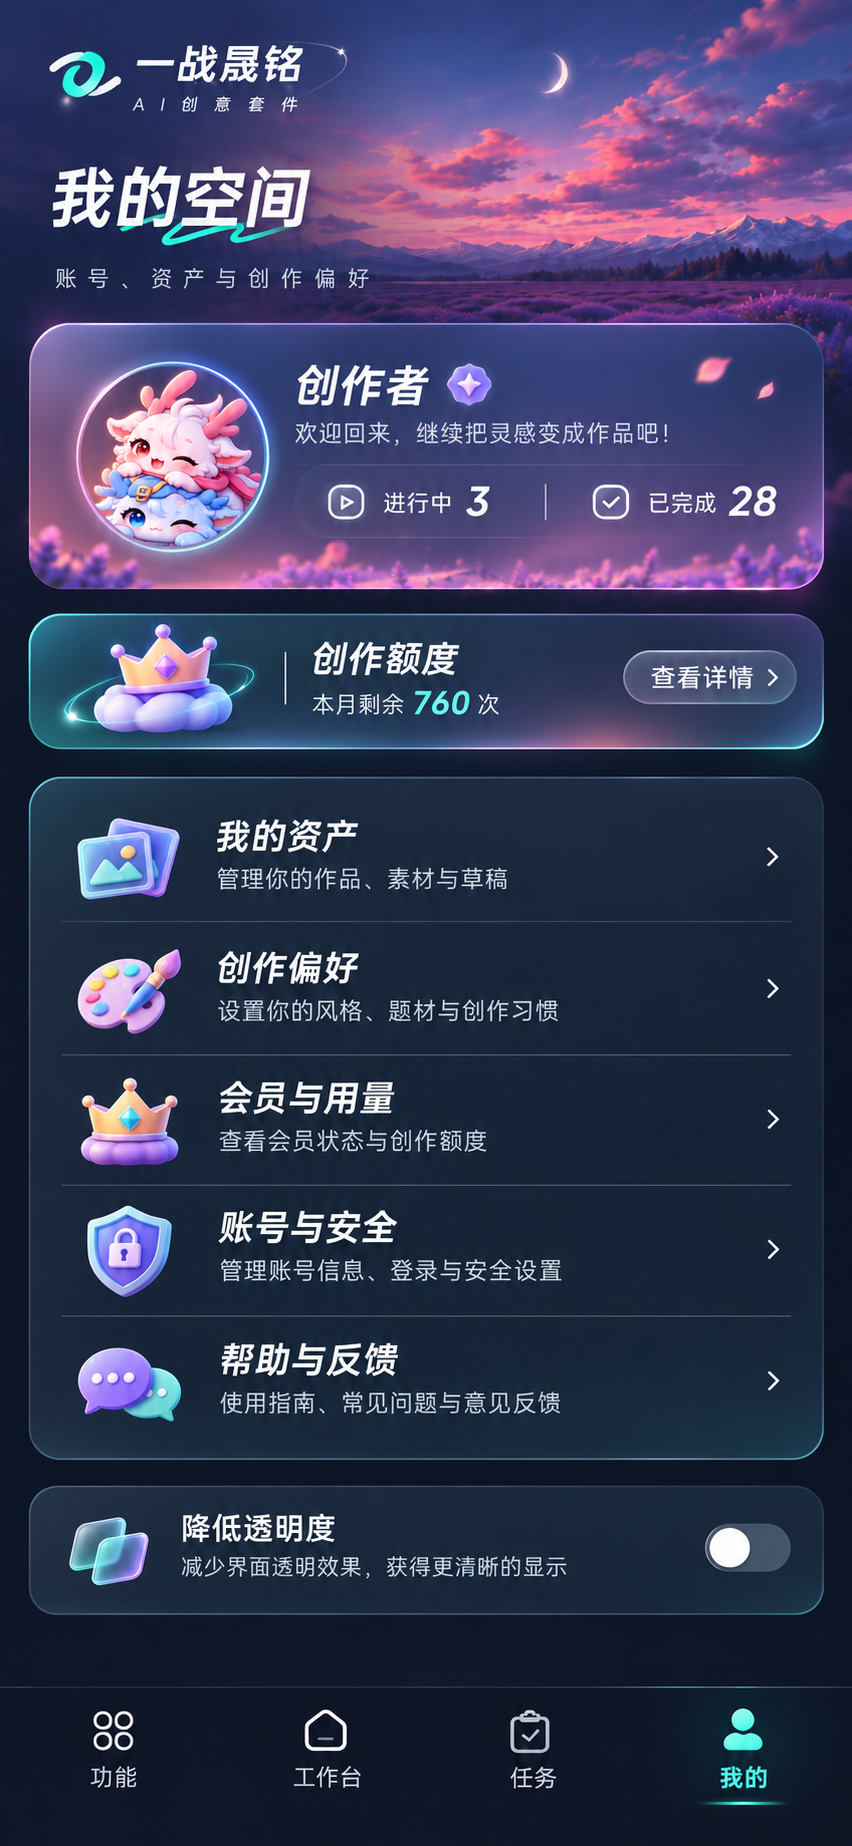 一战晟铭
AI创意套件
我的空间
账号、资产与创作偏好
创作者
欢迎回来，继续把灵感变成作品吧！
进行中 3
已完成 28
创作额度
本月剩余 760 次
查看详情
我的资产
管理你的作品、素材与草稿
创作偏好
设置你的风格、题材与创作习惯
会员与用量
查看会员状态与创作额度
账号与安全
管理账号信息、登录与安全设置
帮助与反馈
使用指南、常见问题与意见反馈
降低透明度
减少界面透明效果，获得更清晰的显示
功能
工作台
任务
我的